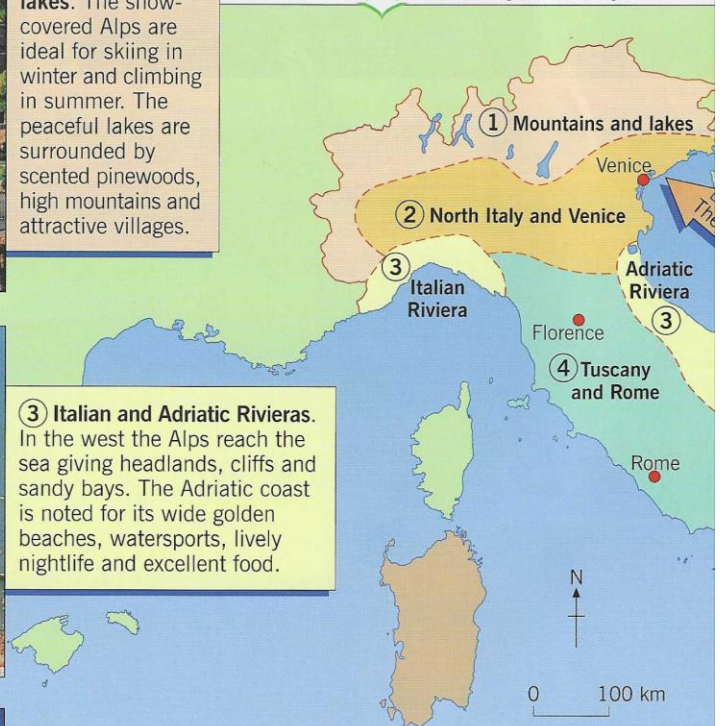 lakes. The snow-
covered Alps are
ideal for skiing in
winter and climbing
in summer. The
peaceful lakes are
surrounded by
scented pinewoods,
high mountains and
attractive villages.
1 Mountains and lakes
Venice
The
2 North Italy and Venice
3
Italian
Riviera
Adriatic
Riviera
3
Florence
4 Tuscany
and Rome
3 Italian and Adriatic Rivieras.
In the west the Alps reach the
sea giving headlands, cliffs and
sandy bays. The Adriatic coast
is noted for its wide golden
beaches, watersports, lively
nightlife and excellent food.
Rome
N
0 100 km